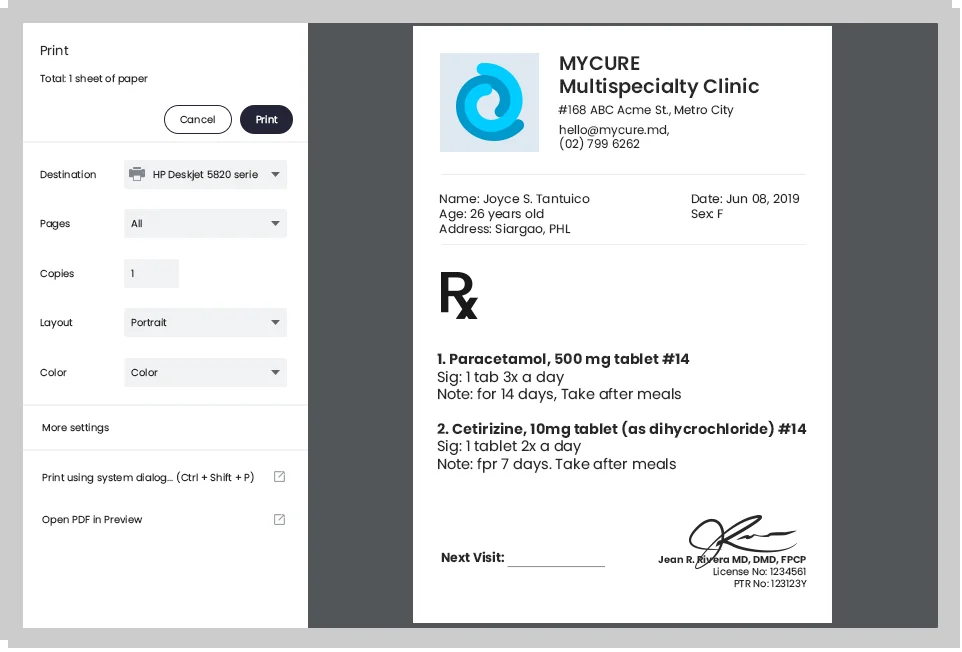 Print
Total: 1 sheet of paper
Cancel
Print
Destination
HP Deskjet 5820 serie
Pages
All
Copies
1
Layout
Portrait
Color
Color
More settings
Print using system dialog... (Ctrl + Shift + P)
Open PDF in Preview
MYCURE
Multispecialty Clinic
#168 ABC Acme St., Metro City
hello@mycure.md,
(02) 799 6262
Name: Joyce S. Tantuico
Date: Jun 08, 2019
Age: 26 years old
Sex: F
Address: Siargao, PHL
Rx
1. Paracetamol, 500 mg tablet #14
Sig: 1 tab 3x a day
Note: for 14 days, Take after meals
2. Cetirizine, 10mg tablet (as dihycrochloride) #14
Sig: 1 tablet 2x a day
Note: fpr 7 days. Take after meals
Next Visit:
Jean R. Rivera MD, DMD, FPCP
License No: 1234561
PTR No: 123123Y